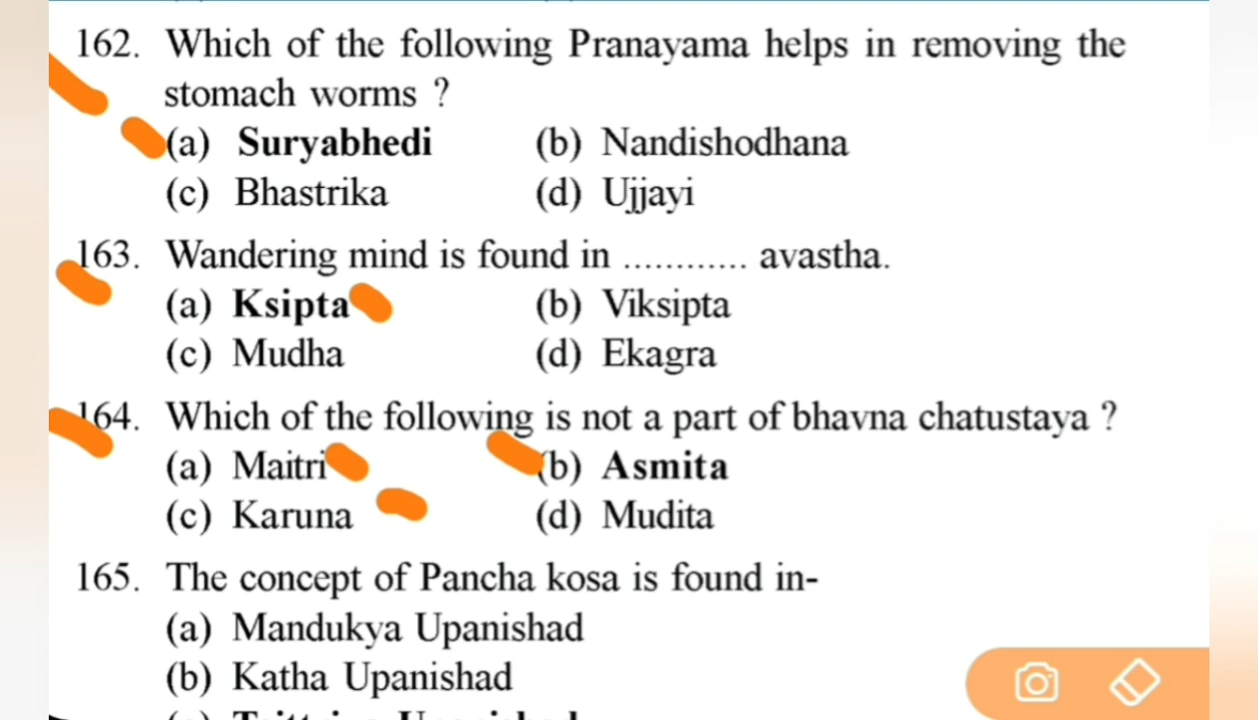 162. Which of the following Pranayama helps in removing the
stomach worms ?
(a) Suryabhedi (b) Nandishodhana
(c) Bhastrika (d) Ujjayi
163. Wandering mind is found in ............ avastha.
(a) Ksipta (b) Viksipta
(c) Mudha (d) Ekagra
164. Which of the following is not a part of bhavna chatustaya ?
(a) Maitri (b) Asmita
(c) Karuna (d) Mudita
165. The concept of Pancha kosa is found in-
(a) Mandukya Upanishad
(b) Katha Upanishad